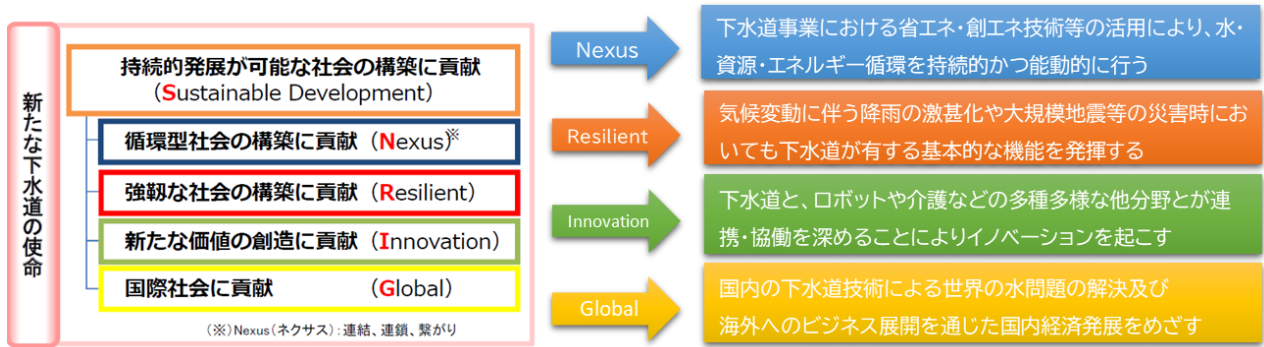 新たな下水道の使命
持続的発展が可能な社会の構築に貢献
（Sustainable Development）
循環型社会の構築に貢献（Nexus）※
強靱な社会の構築に貢献（Resilient）
新たな価値の創造に貢献（Innovation）
国際社会に貢献　　　　（Global）
（※）Nexus（ネクサス）：連結、連鎖、繋がり
Nexus
下水道事業における省エネ・創エネ技術等の活用により、水・
資源・エネルギー循環を持続的かつ能動的に行う
Resilient
気候変動に伴う降雨の激甚化や大規模地震等の災害時にお
いても下水道が有する基本的な機能を発揮する
Innovation
下水道と、ロボットや介護などの多種多様な他分野とが連
携・協働を深めることによりイノベーションを起こす
Global
国内の下水道技術による世界の水問題の解決及び
海外へのビジネス展開を通じた国内経済発展をめざす